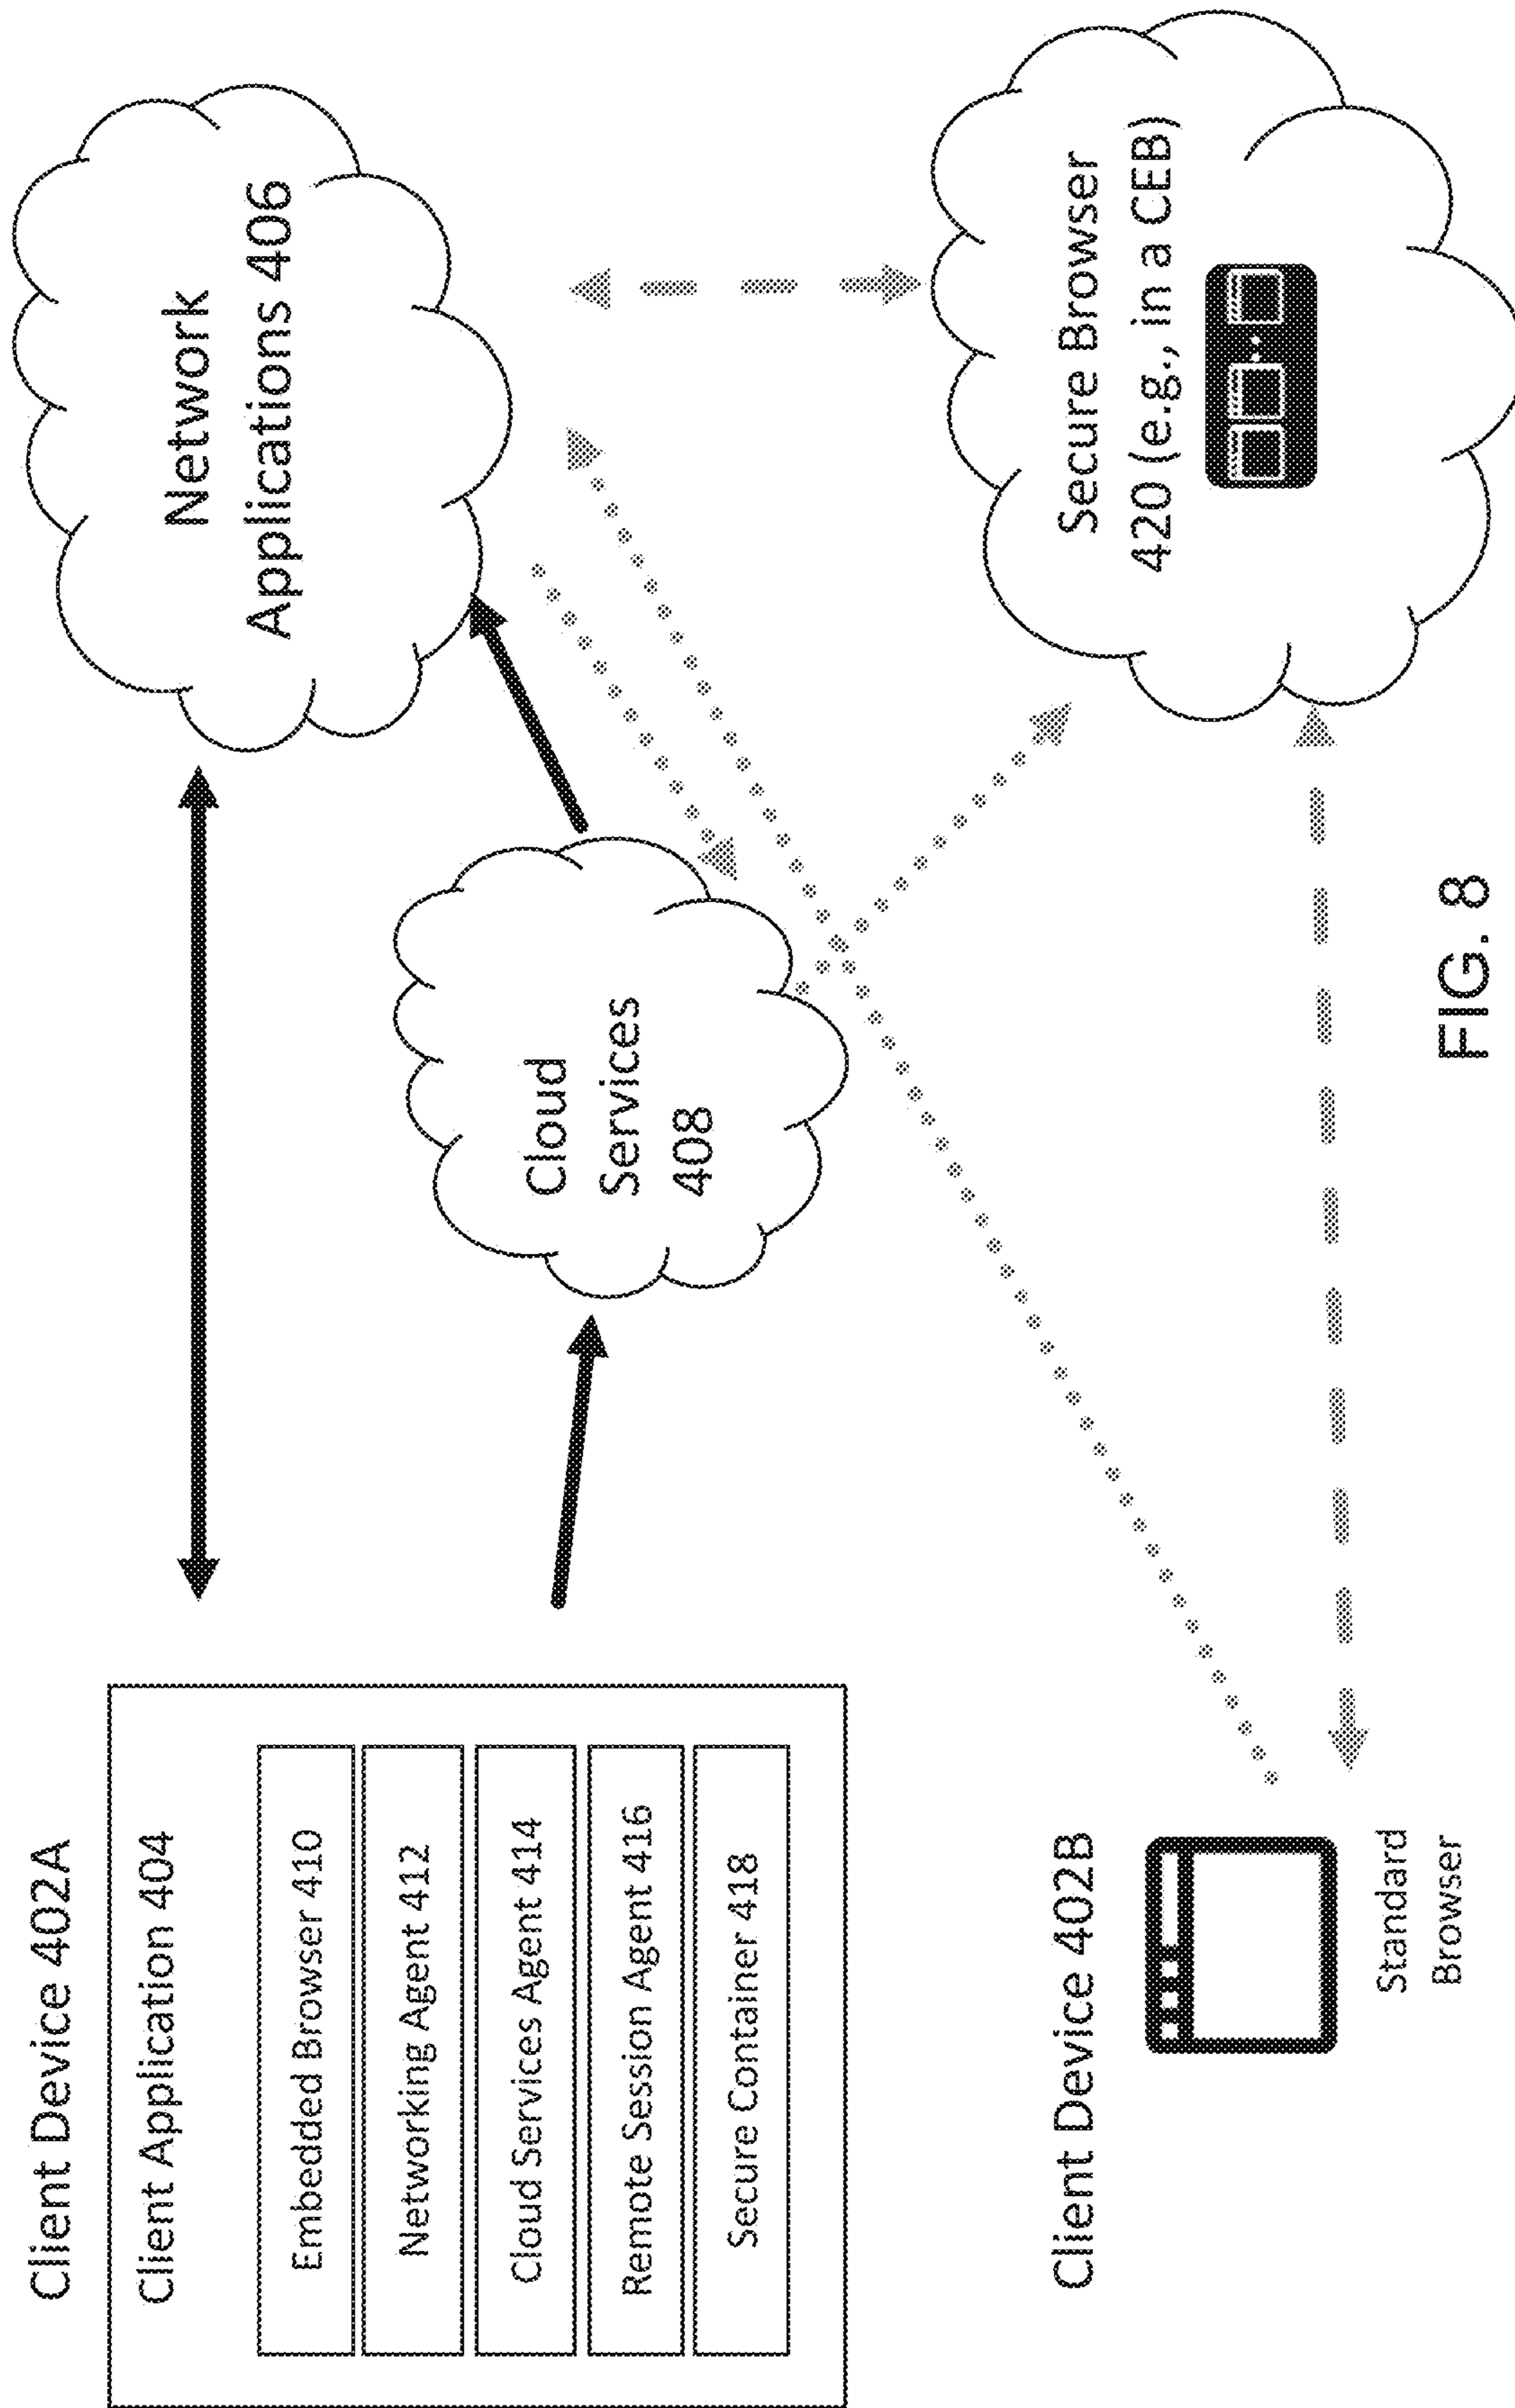 Client Device 402A
Client Application 404
Embedded Browser 410
Networking Agent 412
Cloud Services Agent 414
Remote Session Agent 416
Secure Container 418
Network
Applications 406
Cloud
Services
408
Client Device 402B
Standard
Browser
Secure Browser
420 (e.g., in a CEB)
FIG. 8